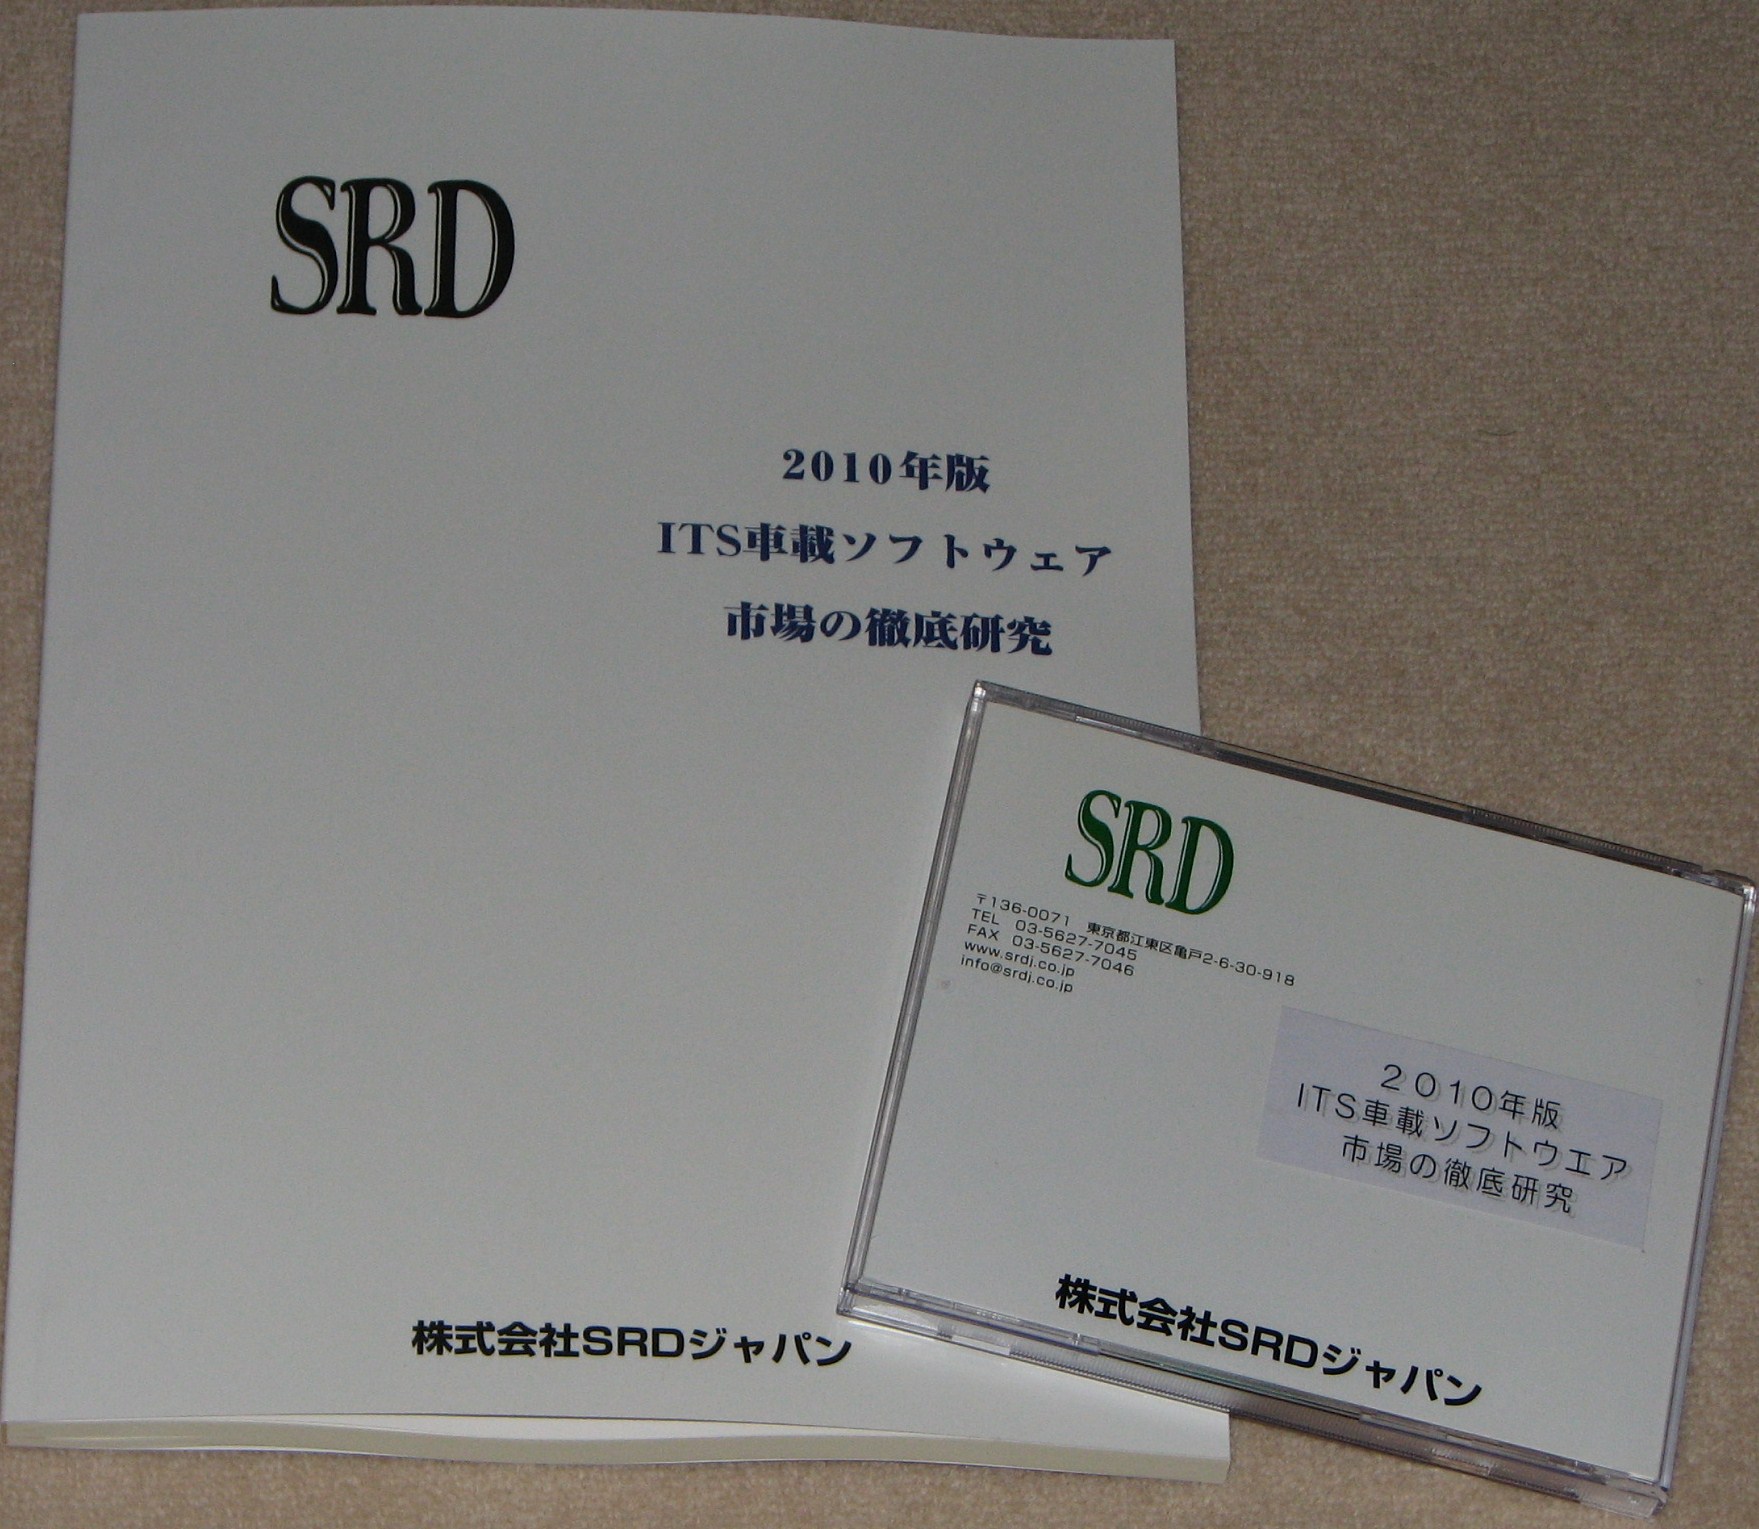 SRD
2010年版
ITS車載ソフトウェア
市場の徹底研究
株式会社SRDジャパン
SRD
〒136-0071 東京都江東区亀戸2-6-30-918
TEL 03-5627-7045
FAX 03-5627-7046
www.srdj.co.jp
info@srdj.co.jp
2010年版
ITS車載ソフトウエア
市場の徹底研究
株式会社SRDジャパン